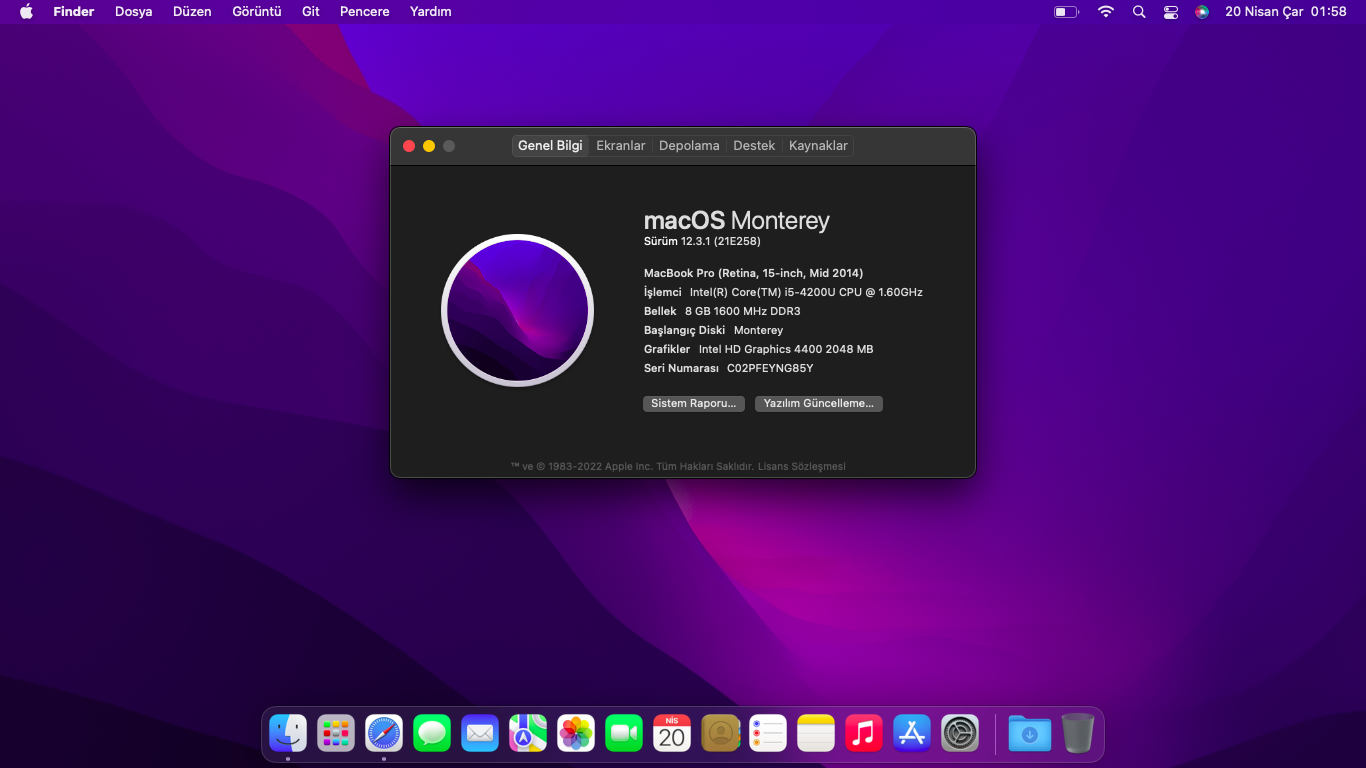 Finder Dosya Düzen Görüntü Git Pencere Yardım 20 Nisan Çar 01:58
Genel Bilgi Ekranlar Depolama Destek Kaynaklar
macOS Monterey
Sürüm 12.3.1 (21E258)
MacBook Pro (Retina, 15-inch, Mid 2014)
İşlemci Intel(R) Core(TM) i5-4200U CPU @ 1.60GHz
Bellek 8 GB 1600 MHz DDR3
Başlangıç Diski Monterey
Grafikler Intel HD Graphics 4400 2048 MB
Seri Numarası C02PFEYNG85Y
Sistem Raporu... Yazılım Güncelleme...
™ ve © 1983-2022 Apple Inc. Tüm Hakları Saklıdır. Lisans Sözleşmesi
NİS
20